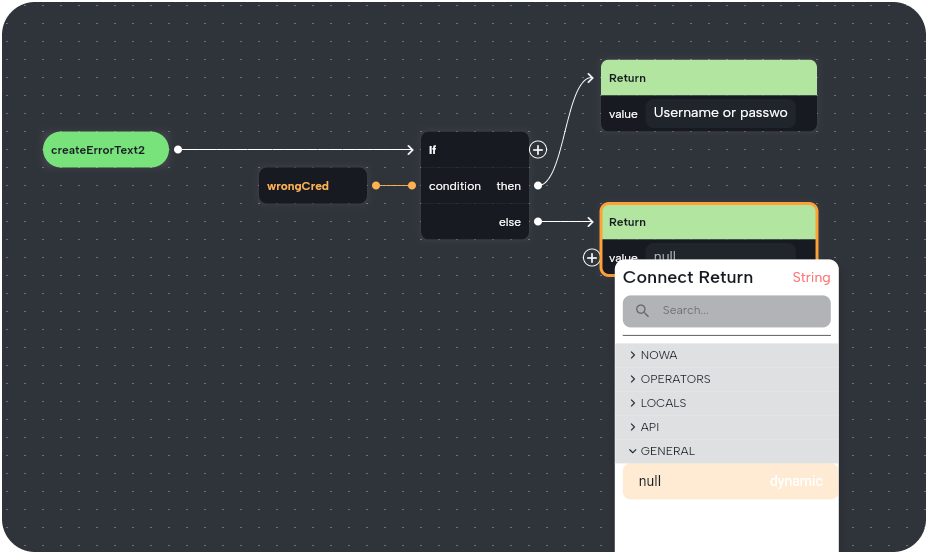 createErrorText2
wrongCred
If
condition then
else
Return
value Username or passwo
Return
value null
Connect Return String
Search...
NOWA
OPERATORS
LOCALS
API
GENERAL
null dynamic